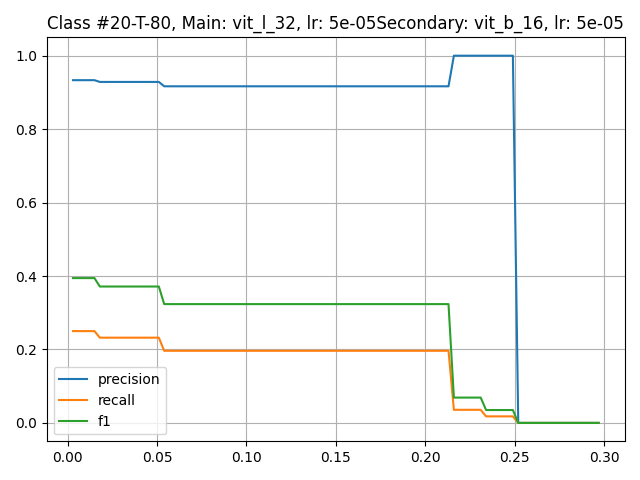 Class #20-T-80, Main: vit_l_32, lr: 5e-05Secondary: vit_b_16, lr: 5e-05
1.0
0.8
0.6
0.4
0.2
0.0
precision
recall
f1
0.00 0.05 0.10 0.15 0.20 0.25 0.30